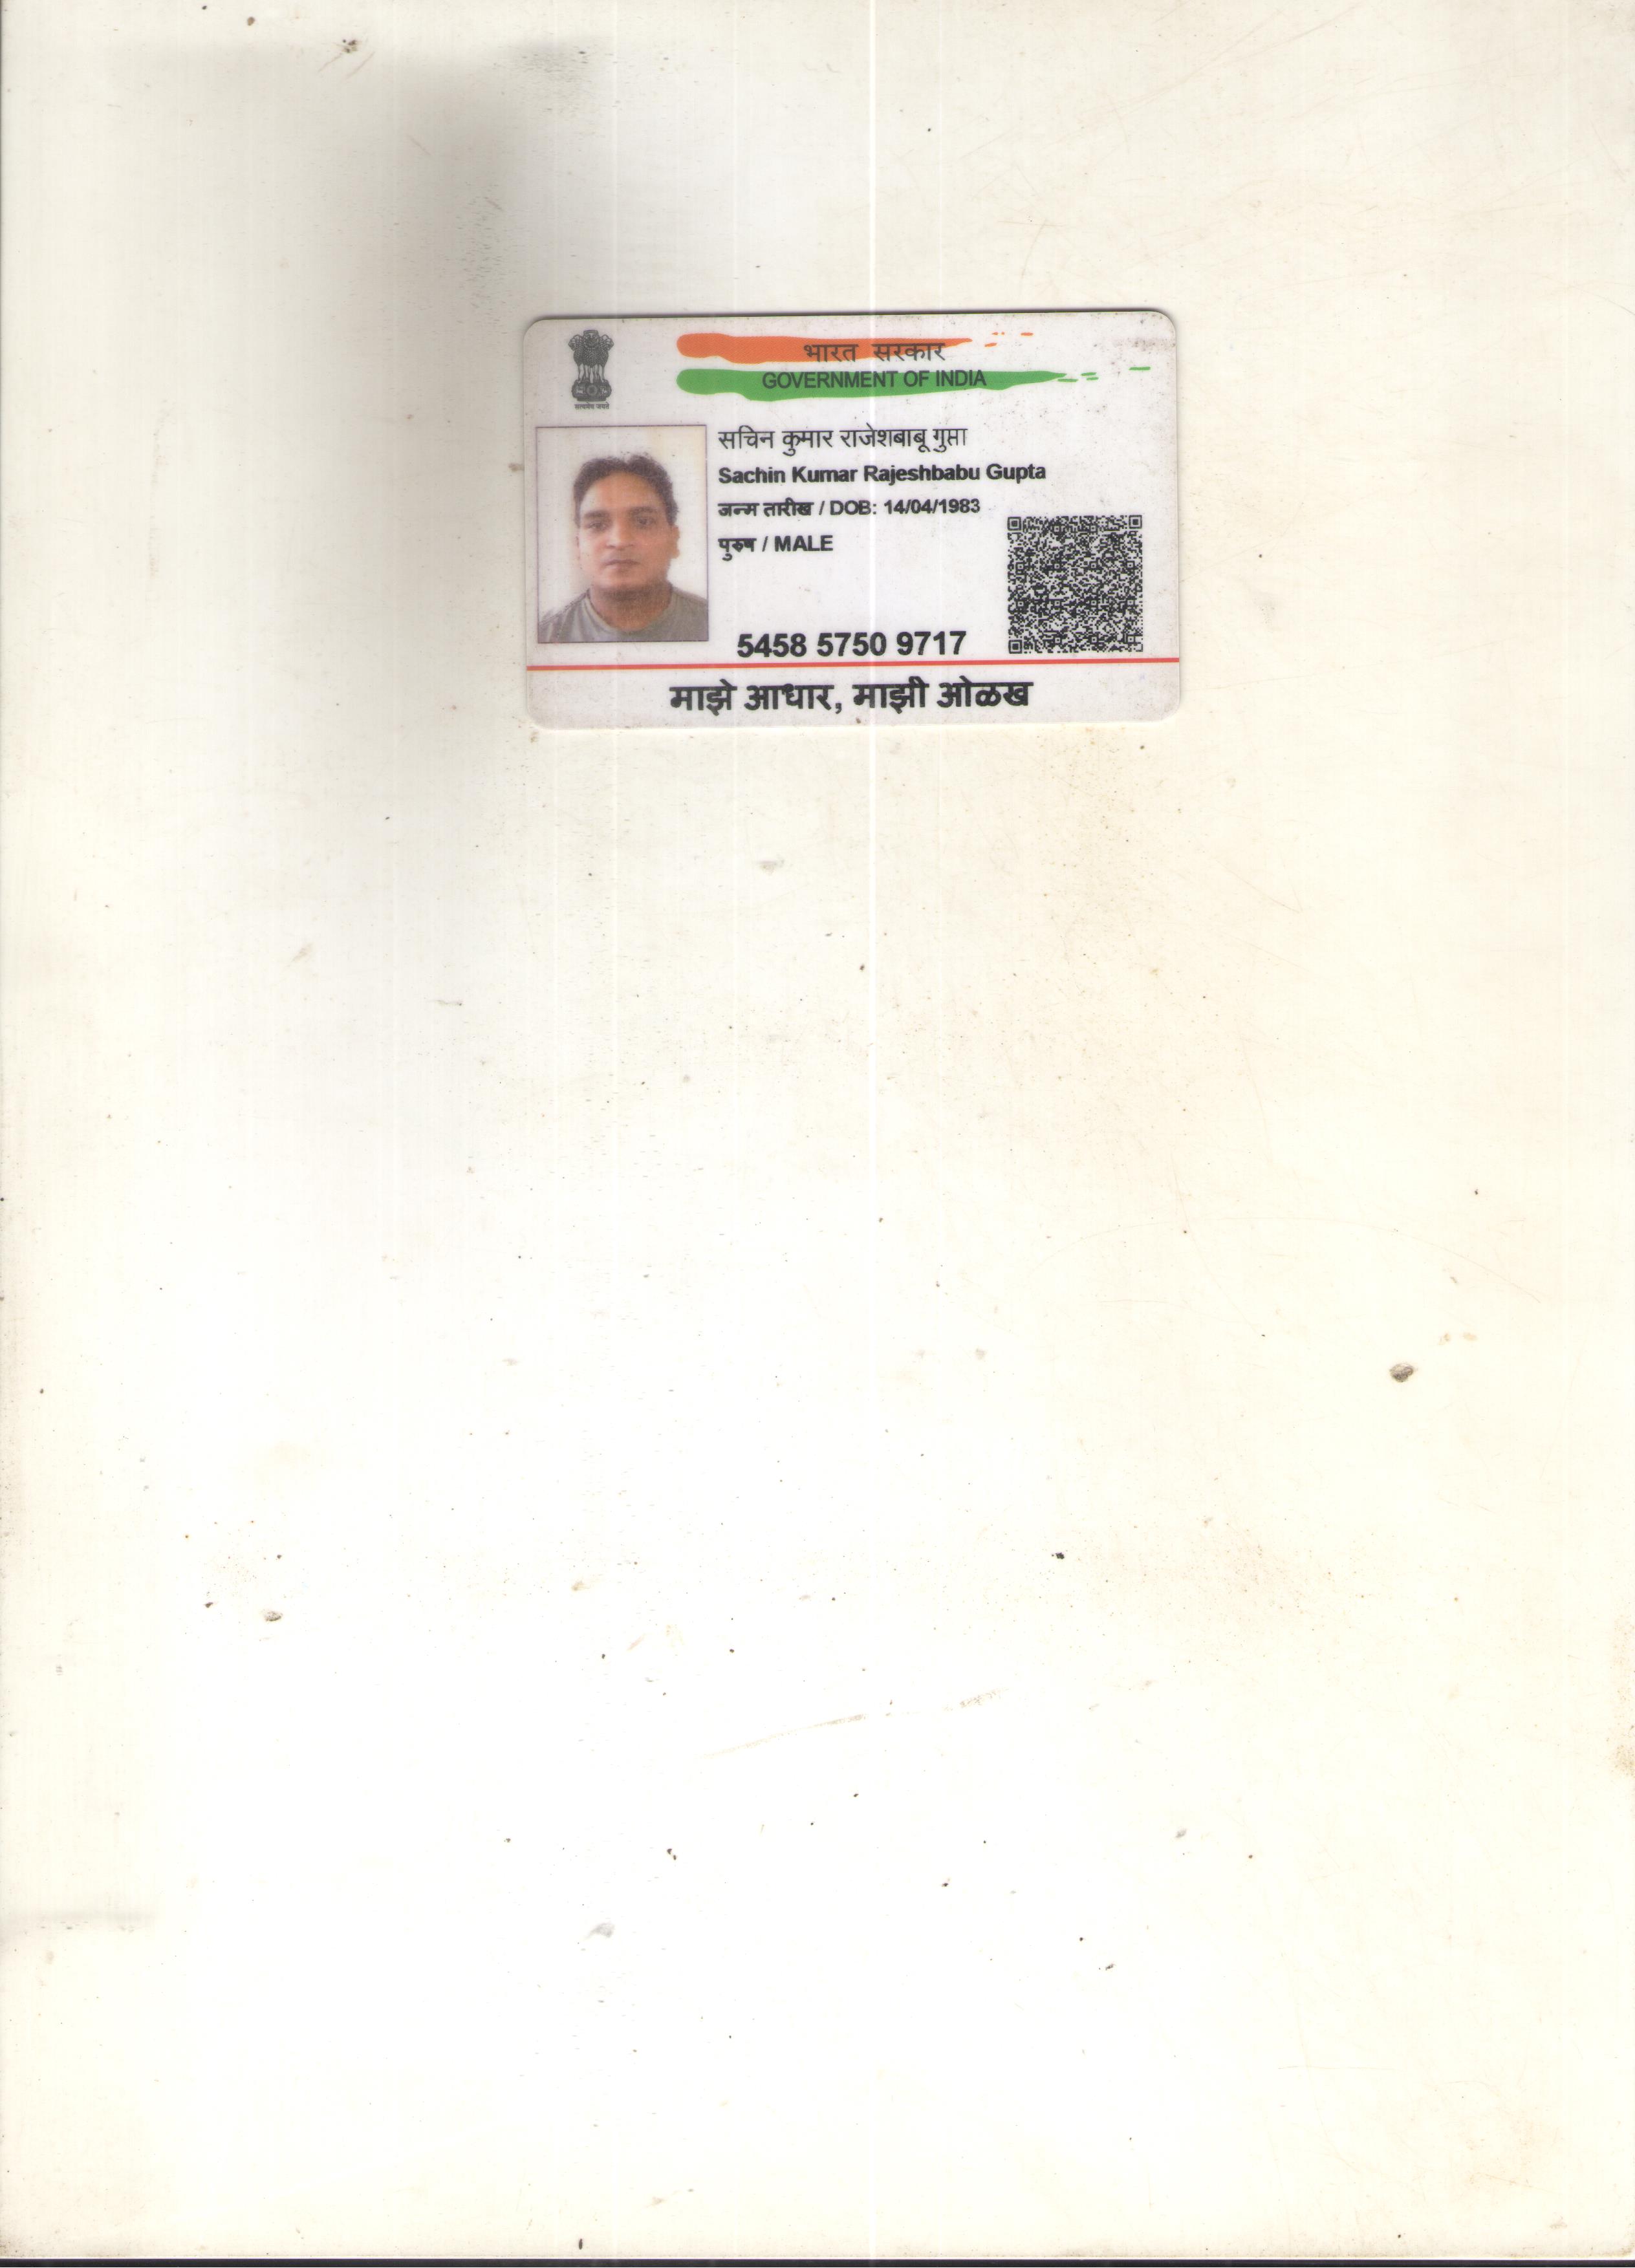 भारत सरकार
GOVERNMENT OF INDIA
सत्यमेव जयते
सचिन कुमार राजेशबाबू गुप्ता
Sachin Kumar Rajeshbabu Gupta
जन्म तारीख / DOB: 14/04/1983
पुरुष / MALE
5458 5750 9717
माझे आधार, माझी ओळख